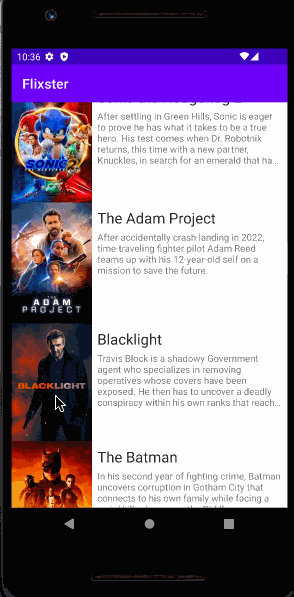 10:36
Flixster
Sonic the Hedgehog 2
After settling in Green Hills, Sonic is eager
to prove he has what it takes to be a true
hero. His test comes when Dr. Robotnik
returns, this time with a new partner,
Knuckles, in search for an emerald that ha...
SONIC 2
The Adam Project
After accidentally crash-landing in 2022,
time-traveling fighter pilot Adam Reed
teams up with his 12-year-old self on a
mission to save the future.
THE
ADAM
PROJECT
Blacklight
Travis Block is a shadowy Government
agent who specializes in removing
operatives whose covers have been
exposed. He then has to uncover a deadly
conspiracy within his own ranks that reach...
BLACKLIGHT
The Batman
In his second year of fighting crime, Batman
uncovers corruption in Gotham City that
connects to his own family while facing a